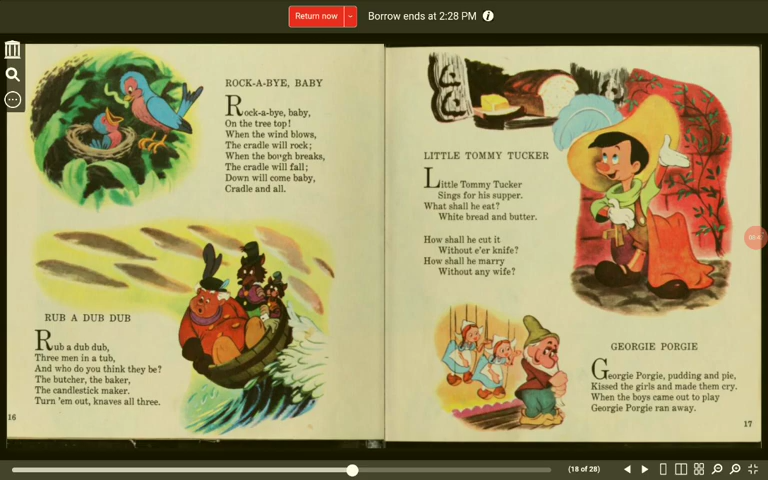 Return now
Borrow ends at 2:28 PM
ROCK-A-BYE, BABY
Rock-a-bye, baby,
On the tree top!
When the wind blows,
The cradle will rock;
When the bough breaks,
The cradle will fall;
Down will come baby,
Cradle and all.
RUB A DUB DUB
Rub a dub dub,
Three men in a tub,
And who do you think they be?
The butcher, the baker,
The candlestick maker.
Turn 'em out, knaves all three.
16
LITTLE TOMMY TUCKER
Little Tommy Tucker
Sings for his supper.
What shall he eat?
White bread and butter.
How shall he cut it
Without e'er knife?
How shall he marry
Without any wife?
GEORGIE PORGIE
Georgie Porgie, pudding and pie,
Kissed the girls and made them cry.
When the boys came out to play
Georgie Porgie ran away.
17
(18 of 28)